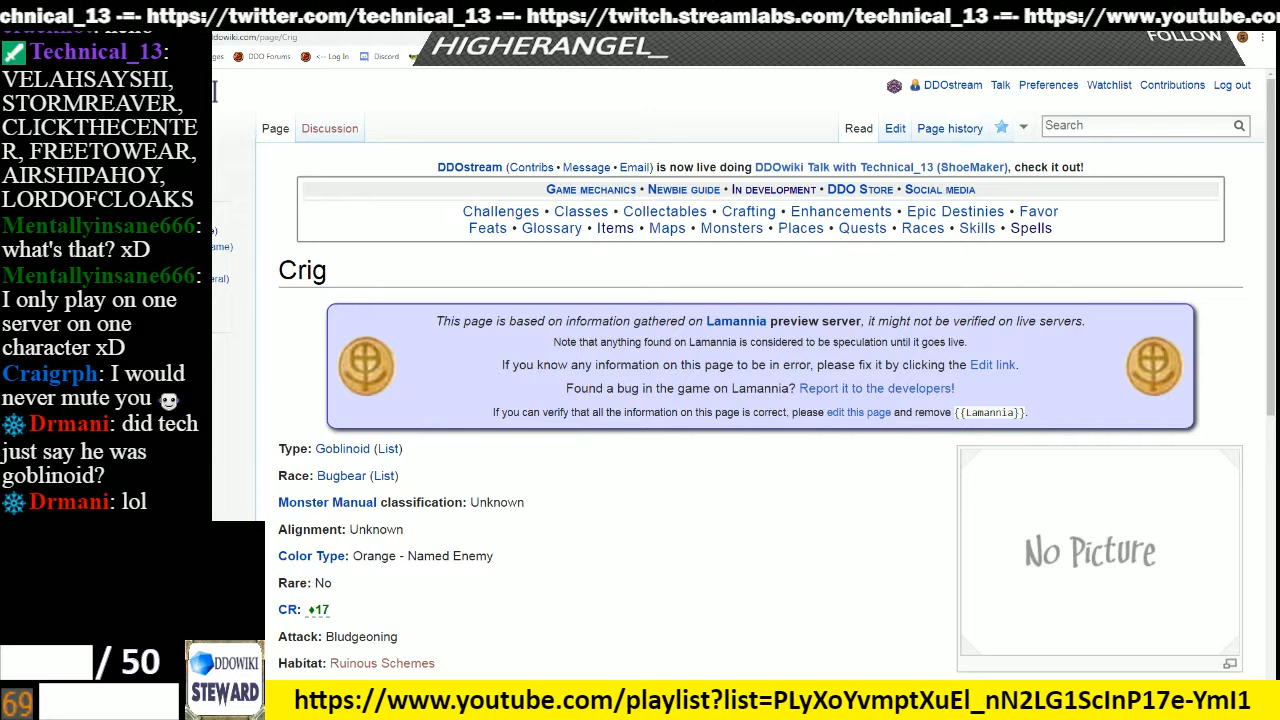 chnical_13 -=- https://twitter.com/technical_13 -=- https://twitch.streamlabs.com/technical_13 -=- https://www.youtube.co
Technical_13:
VELAHSAYSHI,
STORMREAVER,
CLICKTHECENTE
R, FREETOWEAR,
AIRSHIPAHOY,
LORDOFCLOAKS
Mentallyinsane666:
what's that? xD
Mentallyinsane666:
I only play on one
server on one
character xD
Craigrph: I would
never mute you
Drmani: did tech
just say he was
goblinoid?
Drmani: lol
/ 50
69
DDOWIKI
STEWARD
ddowiki.com/page/Crig
ges DDO Forums <-- Log In Discord
HIGHERANGEL_
FOLLOW
DDOstream Talk Preferences Watchlist Contributions Log out
Page Discussion Read Edit Page history Search
DDOstream (Contribs • Message • Email) is now live doing DDOwiki Talk with Technical_13 (ShoeMaker), check it out!
Game mechanics • Newbie guide • In development • DDO Store • Social media
Challenges • Classes • Collectables • Crafting • Enhancements • Epic Destinies • Favor
Feats • Glossary • Items • Maps • Monsters • Places • Quests • Races • Skills • Spells
Crig
This page is based on information gathered on Lamannia preview server, it might not be verified on live servers.
Note that anything found on Lamannia is considered to be speculation until it goes live.
If you know any information on this page to be in error, please fix it by clicking the Edit link.
Found a bug in the game on Lamannia? Report it to the developers!
If you can verify that all the information on this page is correct, please edit this page and remove {{Lamannia}}.
Type: Goblinoid (List)
Race: Bugbear (List)
Monster Manual classification: Unknown
Alignment: Unknown
Color Type: Orange - Named Enemy
Rare: No
CR: ♦17
Attack: Bludgeoning
Habitat: Ruinous Schemes
No Picture
https://www.youtube.com/playlist?list=PLyXoYvmptXuEl_nN2LG1ScInP17e-YmI1